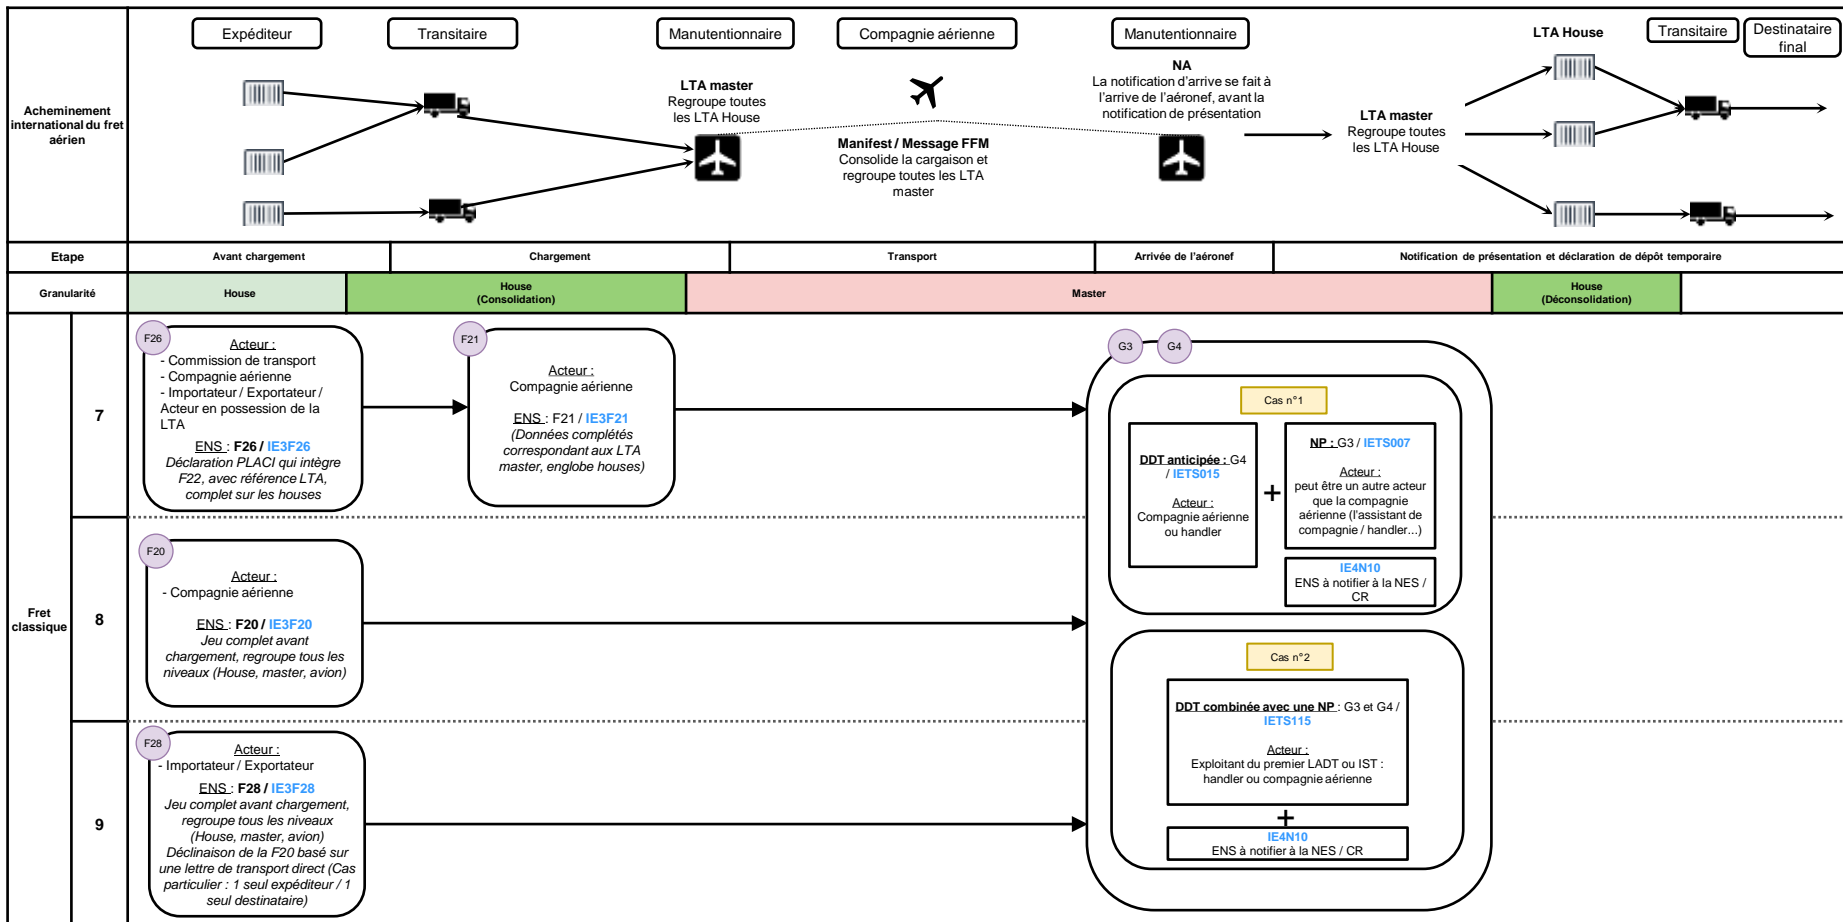 Expéditeur
Transitaire
Manutentionnaire
Compagnie aérienne
Manutentionnaire
LTA House
Transitaire
Destinataire
final
Acheminement
international du fret
aérien
LTA master
Regroupe toutes
les LTA House
Manifest / Message FFM
Consolide la cargaison et
regroupe toutes les LTA
master
NA
La notification d'arrive se fait à
l'arrive de l'aéronef, avant la
notification de présentation
LTA master
Regroupe toutes
les LTA House
Etape
Avant chargement
Chargement
Transport
Arrivée de l'aéronef
Notification de présentation et déclaration de dépôt temporaire
Granularité
House
House
(Consolidation)
Master
House
(Déconsolidation)
Fret
classique
7
F26
Acteur :
- Commission de transport
- Compagnie aérienne
- Importateur / Exportateur /
Acteur en possession de la
LTA
ENS : F26 / IE3F26
Déclaration PLACI qui intègre
F22, avec référence LTA,
complet sur les houses
F21
Acteur :
Compagnie aérienne
ENS : F21 / IE3F21
(Données complétés
correspondant aux LTA
master, englobe houses)
8
F20
Acteur :
- Compagnie aérienne
ENS : F20 / IE3F20
Jeu complet avant
chargement, regroupe tous les
niveaux (House, master, avion)
9
F28
Acteur :
- Importateur / Exportateur
ENS : F28 / IE3F28
Jeu complet avant chargement,
regroupe tous les niveaux
(House, master, avion)
Déclinaison de la F20 basé sur
une lettre de transport direct (Cas
particulier : 1 seul expéditeur / 1
seul destinataire)
G3
G4
Cas n°1
DDT anticipée : G4
/ IETS015
Acteur :
Compagnie aérienne
ou handler
+
NP : G3 / IETS007
Acteur :
peut être un autre acteur
que la compagnie
aérienne (l'assistant de
compagnie / handler...)
IE4N10
ENS à notifier à la NES /
CR
Cas n°2
DDT combinée avec une NP : G3 et G4 /
IETS115
Acteur :
Exploitant du premier LADT ou IST :
handler ou compagnie aérienne
+
IE4N10
ENS à notifier à la NES / CR